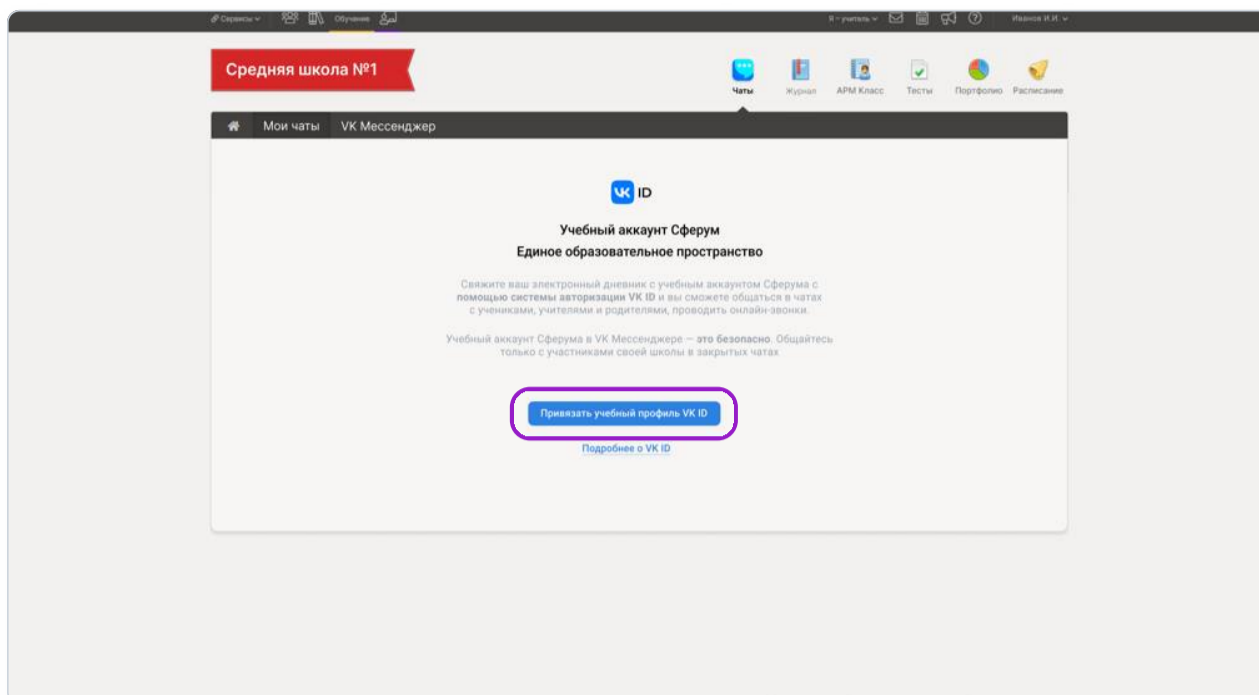 Сервисы
Обучение
Я – учитель
Иванов И.И.
Средняя школа №1
Чаты
Журнал
АРМ Класс
Тесты
Портфолио
Расписание
Мои чаты
VK Мессенджер
VK ID
Учебный аккаунт Сферум
Единое образовательное пространство
Свяжите ваш электронный дневник с учебным аккаунтом Сферума с
помощью системы авторизации VK ID и вы сможете общаться в чатах
с учениками, учителями и родителями, проводить онлайн-звонки.
Учебный аккаунт Сферума в VK Мессенджере — это безопасно. Общайтесь
только с участниками своей школы в закрытых чатах
Привязать учебный профиль VK ID
Подробнее о VK ID